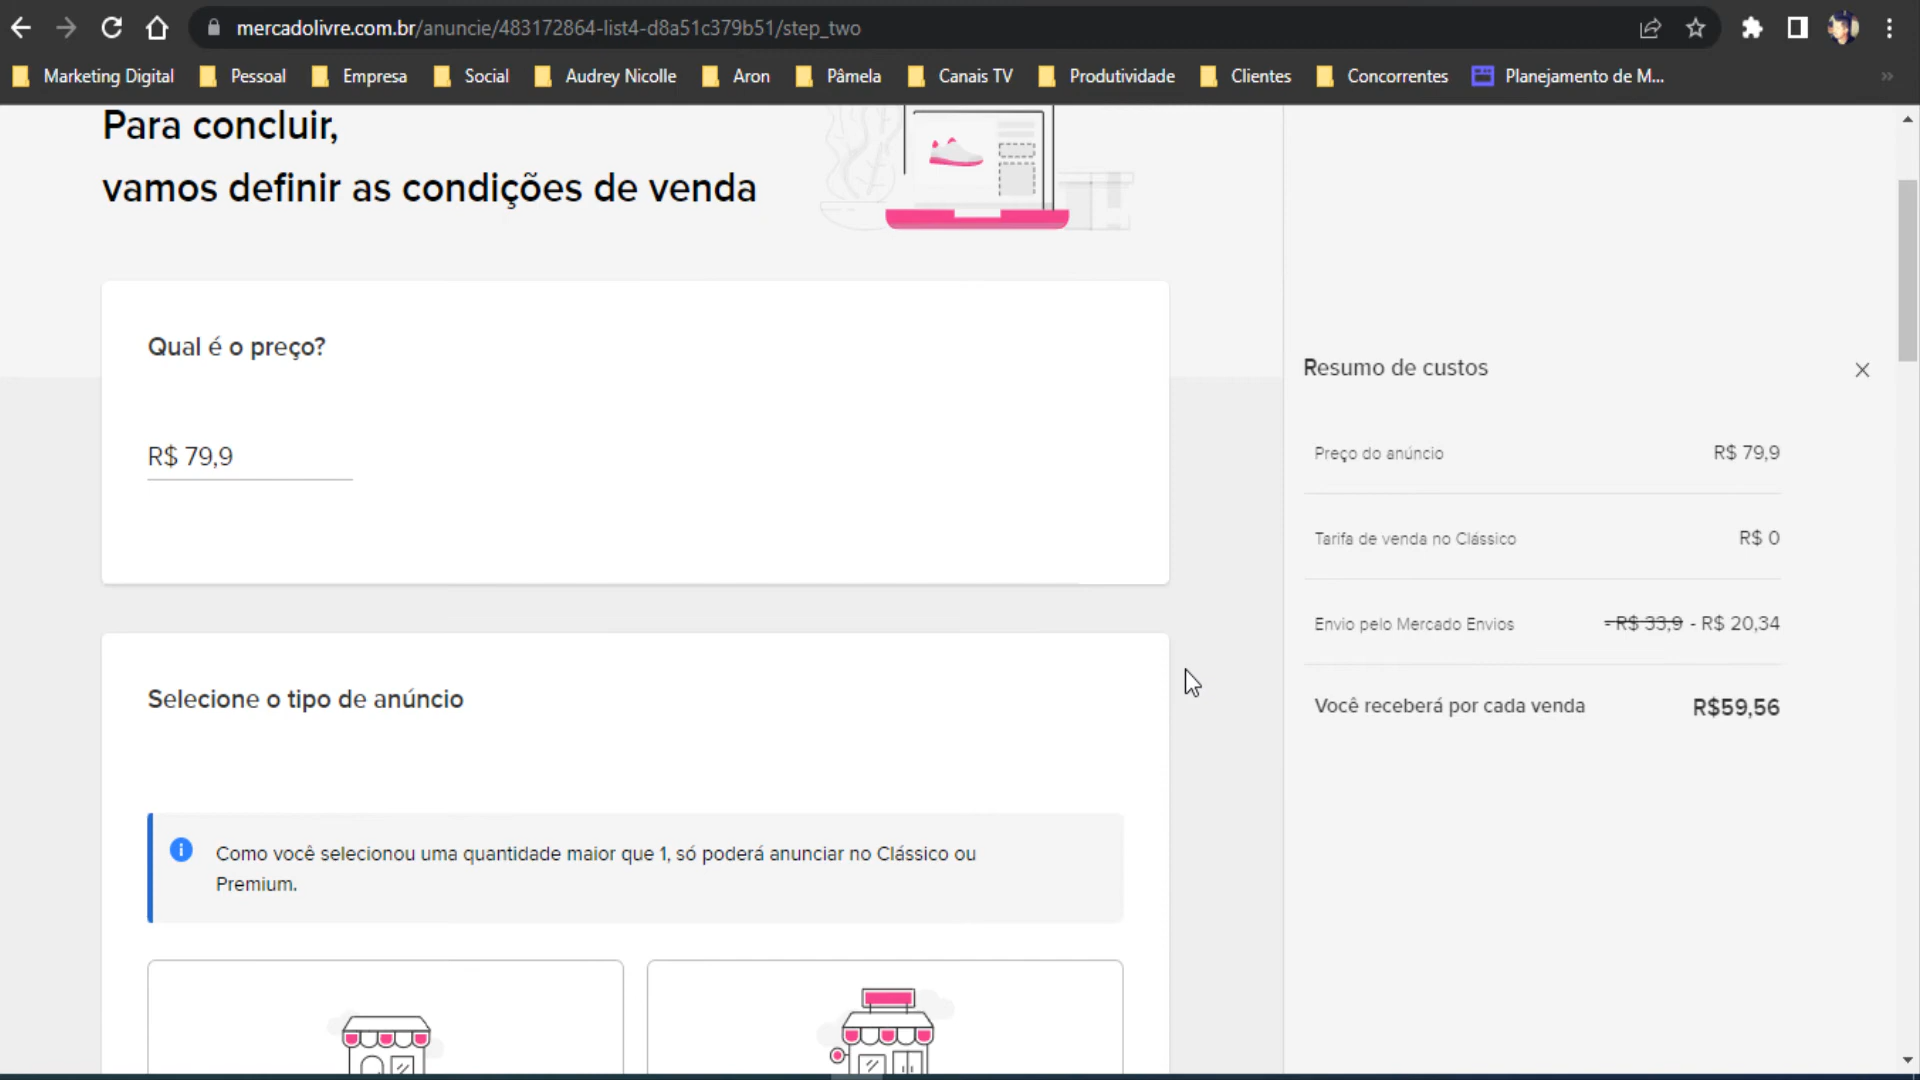 mercadolivre.com.br/anuncie/483172864-list4-d8a51c379b51/step_two
Marketing Digital
Pessoal
Empresa
Social
Audrey Nicolle
Aron
Pâmela
Canais TV
Produtividade
Clientes
Concorrentes
Planejamento de M...
»
Para concluir,
vamos definir as condições de venda
Qual é o preço?
R$ 79,9
Selecione o tipo de anúncio
Como você selecionou uma quantidade maior que 1, só poderá anunciar no Clássico ou
Premium.
Resumo de custos
Preço do anúncio R$ 79,9
Tarifa de venda no Clássico R$ 0
Envio pelo Mercado Envios - R$ 33,9 - R$ 20,34
Você receberá por cada venda R$59,56